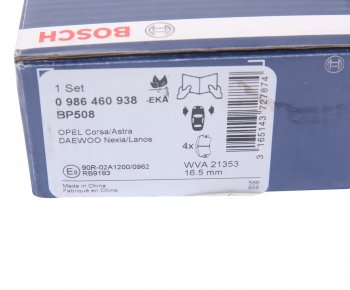 BOSCH
1 Set
0 986 460 938
BP508
EKA
OPEL Corsa/Astra
DAEWOO Nexia/Lanos
4x
WVA 21353
16.5 mm
E9 90R-02A1200/0962
RB9193
Made in China
Fabriqué en China
3 165143 727874